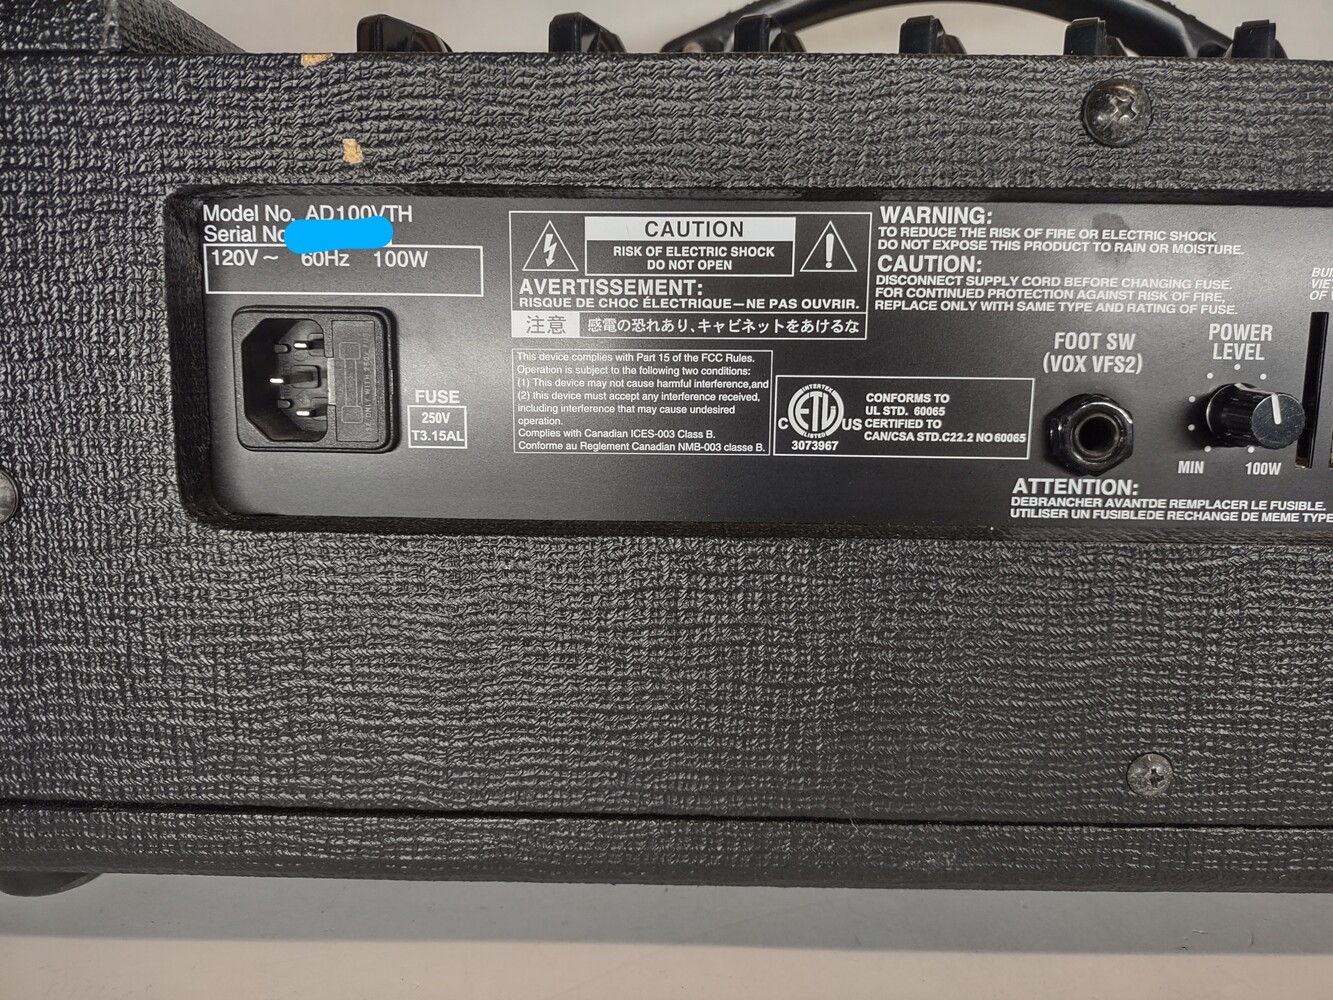 Model No. AD100VTH
Serial No
120V ~ 60Hz 100W
FUSE
250V
T3.15AL
CAUTION
RISK OF ELECTRIC SHOCK
DO NOT OPEN
AVERTISSEMENT:
RISQUE DE CHOC ÉLECTRIQUE—NE PAS OUVRIR.
注意 感電の恐れあり、キャビネットをあけるな
This device complies with Part 15 of the FCC Rules.
Operation is subject to the following two conditions:
(1) This device may not cause harmful interference,and
(2) this device must accept any interference received,
including interference that may cause undesired
operation.
Complies with Canadian ICES-003 Class B.
Conforme au Reglement Canadien NMB-003 classe B.
INTERTEK
C ETL US
LISTED
3073967
CONFORMS TO
UL STD. 60065
CERTIFIED TO
CAN/CSA STD.C22.2 NO 60065
WARNING:
TO REDUCE THE RISK OF FIRE OR ELECTRIC SHOCK
DO NOT EXPOSE THIS PRODUCT TO RAIN OR MOISTURE.
CAUTION:
DISCONNECT SUPPLY CORD BEFORE CHANGING FUSE.
FOR CONTINUED PROTECTION AGAINST RISK OF FIRE,
REPLACE ONLY WITH SAME TYPE AND RATING OF FUSE.
FOOT SW
(VOX VFS2)
POWER
LEVEL
MIN 100W
ATTENTION:
DEBRANCHER AVANTDE REMPLACER LE FUSIBLE.
UTILISER UN FUSIBLEDE RECHANGE DE MEME TYPE